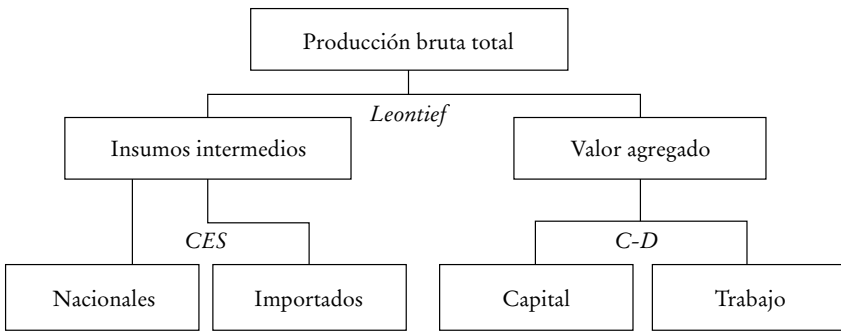 Producción bruta total
Leontief
Insumos intermedios
Valor agregado
CES
C-D
Nacionales
Importados
Capital
Trabajo